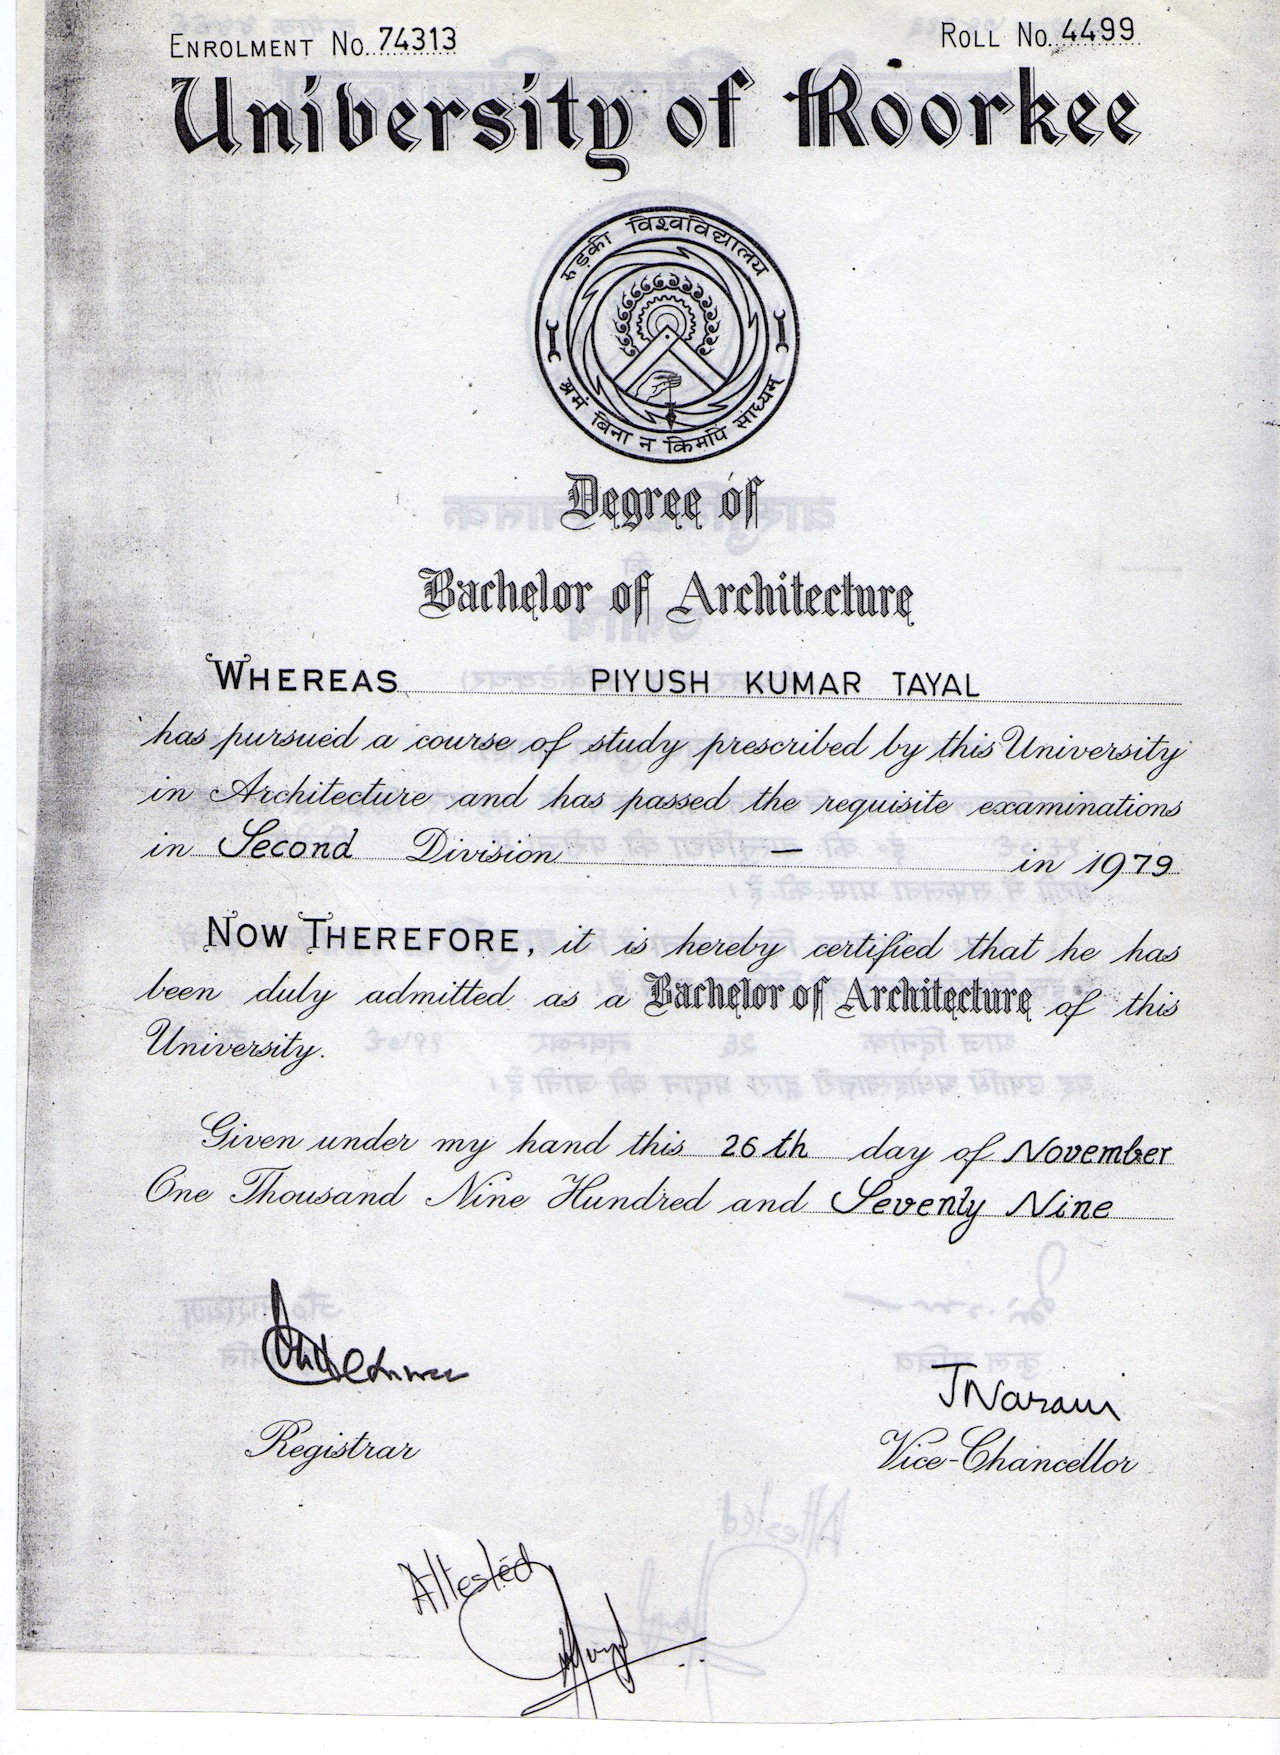 ENROLMENT No. 74313
ROLL No. 4499
University of Roorkee
रुड़की विश्वविद्यालय
श्रमं बिना न किमपि साध्यम्
Degree of
Bachelor of Architecture
WHEREAS PIYUSH KUMAR TAYAL
has pursued a course of study prescribed by this University
in Architecture and has passed the requisite examinations
in Second Division — in 1979
NOW THEREFORE, it is hereby certified that he has
been duly admitted as a Bachelor of Architecture of this
University.
Given under my hand this 26th day of November
One Thousand Nine Hundred and Seventy Nine
JNarain
Registrar
Vice-Chancellor
Attested